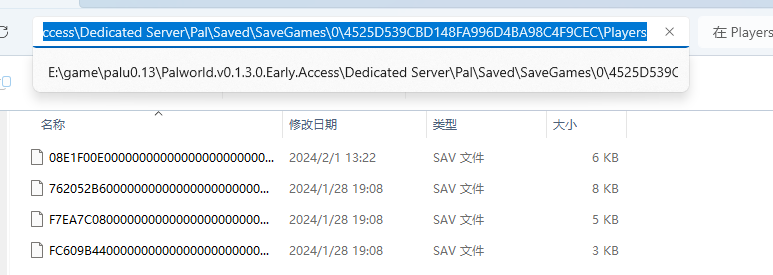 ccess\Dedicated Server\Pal\Saved\SaveGames\0\4525D539CBD148FA996D4BA98C4F9CEC\Players
在 Players
E:\game\palu0.13\Palworld.v0.1.3.0.Early.Access\Dedicated Server\Pal\Saved\SaveGames\0\4525D539C
名称 修改日期 类型 大小
08E1F00E000000000000000000000000... 2024/2/1 13:22 SAV 文件 6 KB
762052B6000000000000000000000000... 2024/1/28 19:08 SAV 文件 8 KB
F7EA7C08000000000000000000000000... 2024/1/28 19:08 SAV 文件 5 KB
FC609B44000000000000000000000000... 2024/1/28 19:08 SAV 文件 3 KB